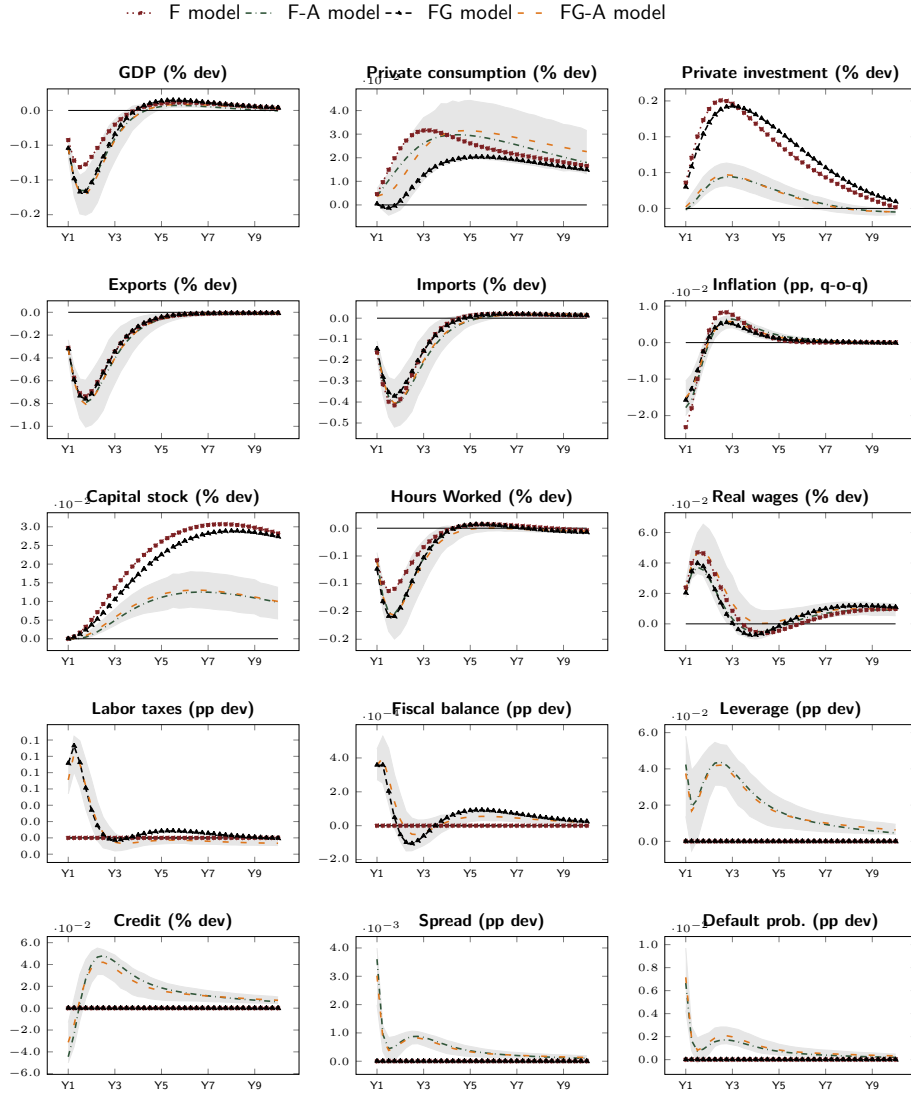 F model F-A model FG model FG-A model
GDP (% dev)
0.0
−0.1
−0.1
−0.2
Y1 Y3 Y5 Y7 Y9
Private consumption (% dev)
4.0
3.0
2.0
1.0
0.0
Y1 Y3 Y5 Y7 Y9
Private investment (% dev)
0.2
0.1
0.1
0.0
Y1 Y3 Y5 Y7 Y9
Exports (% dev)
0.0
−0.2
−0.4
−0.6
−0.8
−1.0
Y1 Y3 Y5 Y7 Y9
Imports (% dev)
0.0
−0.1
−0.2
−0.3
−0.4
−0.5
Y1 Y3 Y5 Y7 Y9
Inflation (pp, q-o-q)
·10−2
1.0
0.0
−1.0
−2.0
Y1 Y3 Y5 Y7 Y9
Capital stock (% dev)
3.0
2.0
1.0
1.0
0.0
Y1 Y3 Y5 Y7 Y9
Hours Worked (% dev)
0.0
−0.1
−0.1
−0.2
−0.2
Y1 Y3 Y5 Y7 Y9
Real wages (% dev)
·10−2
6.0
4.0
2.0
0.0
Y1 Y3 Y5 Y7 Y9
Labor taxes (pp dev)
0.1
0.1
0.1
0.1
0.0
0.0
0.0
0.0
Y1 Y3 Y5 Y7 Y9
Fiscal balance (pp dev)
4.0
2.0
0.0
−2.0
Y1 Y3 Y5 Y7 Y9
Leverage (pp dev)
·10−2
6.0
4.0
2.0
0.0
Y1 Y3 Y5 Y7 Y9
Credit (% dev)
·10−2
6.0
4.0
2.0
0.0
−2.0
−4.0
−6.0
Y1 Y3 Y5 Y7 Y9
Spread (pp dev)
·10−3
4.0
3.0
2.0
1.0
0.0
Y1 Y3 Y5 Y7 Y9
Default prob. (pp dev)
1.0
0.8
0.6
0.4
0.2
0.0
Y1 Y3 Y5 Y7 Y9